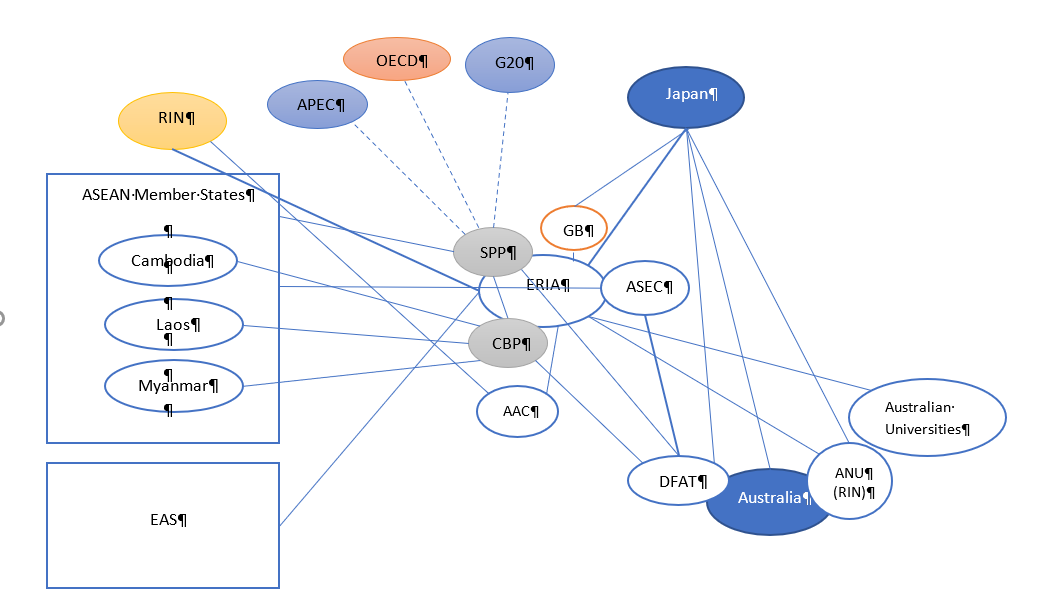 OECD¶
G20¶
Japan¶
APEC¶
RIN¶
ASEAN·Member·States¶
¶
GB¶
SPP¶
Cambodia¶
¶
ERIA¶
ASEC¶
¶
Laos¶
¶
CBP¶
¶
Myanmar¶
¶
AAC¶
Australian·
Universities¶
ANU¶
(RIN)¶
DFAT¶
Australia¶
EAS¶